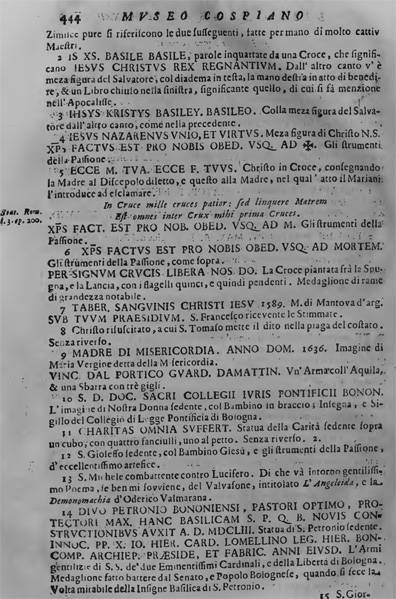 444 MVSEO COSPIANO
Zimisce pure si riferiscono le due susseguenti, fatte per mano di molto cattivi
Maestri.
2 IS XS. BASILE BASILE, parole inquattate da una Croce, che significano
IESVS CHRISTVS REX REGNANTIVM. Dall' altro canto v'è
meza figura del Salvatore, col diadema in testa, la mano destra in atto di benedi-
re, & un Libro chiuso nella sinistra, significante quello, di cui si fà menzione
nell'Apocalisse.
3 IHSYS KRISTYS BASILEY. BASILEO. Colla meza figura del Salva-
tore dall'altro canto, come nella precedente.
4 IESVS NAZARENVS VNIO, ET VIRTVS. Meza figura di Christo N.S.
XPS FACTVS EST PRO NOBIS OBED. VSQ. AD ✠. Gli strumenti
della Passione.
5 ECCE M. TVA. ECCE F. TVVS. Christo in Croce, consegnando
la Madre al Discepolo diletto, e questo alla Madre, nel qual' atto il Mariani
l'introduce ad esclamare.
In Cruce mille cruces patior: sed linquere Matrem
Est omnes inter Crux mihi prima Cruces.
Stat. Rom.
l.3. ep. 200.
XPS FACT. EST PRO NOB. OBED. VSQ. AD M. Gli strumenti della
Passione.
6 XPS FACTVS EST PRO NOBIS OBED. VSQ. AD MORTEM.
Gli strumenti della Passione, come sopra.
PER SIGNVM CRVCIS LIBERA NOS DO. La Croce piantata frà la Spu-
gna, e la Lancia, con i flagelli quinci, e quindi pendenti. Medaglione di rame
di grandezza notabile.
7 TABER. SANGVINIS CHRISTI IESV 1589. M. di Mantova d'arg.
SVB TVVM PRAESIDIVM. S. Francesco ricevente le Stimmate.
8 Christo risuscitato, a cui S. Tomaso mette il dito nella piaga del costato.
Senza riverso.
9 MADRE DI MISERICORDIA. ANNO DOM. 1636. Imagine di
Maria Vergine detta della Misericordia.
VINC. DAL PORTICO GVARD. DAMATTIN. Vn'Arma coll'Aquila,
& una Sbarra con trè gigli.
10 S. D. DOC. SACRI COLLEGII IVRIS PONTIFICII BONON.
L'imagine di Nostra Donna sedente, col Bambino in braccio; Insegna, e Si-
gillo del Collegio di Legge Pontificia di Bologna.
11 CHARITAS OMNIA SVFFERT. Statua della Carità sedente sopra
un cubo, con quattro fanciulli, uno al petto. Senza riverso. 2.
12 S. Gioseffo sedente, col Bambino Giesù, e gli strumenti della Passione,
d'eccellentissimo artefice.
13 S. Michele combattente contro Lucifero. Di che và intorno gentilissi-
mo Poema, se ben mi sovviene, del Valvasone, intitolato L'Angeleida, e la
Demonomachia d'Oderico Valmarana.
14 DIVO PETRONIO BONONIENSI, PASTORI OPTIMO, PRO-
TECTORI MAX. HANC BASILICAM S. P. Q. B. NOVIS CON-
STRVCTIONIBVS AVXIT A. D. MDCLIII. Statua di S. Petronio sedente.
INNOC. PP. X. IO. HIER. CARD. LOMELLINO LEG. HIER. BON-
COMP. ARCHIEP. PRÆSIDE, ET FABRIC. ANNI EIVSD. L'Armi
gentilizie di S. S. de' due Eminentissimi Cardinali, e della Libertà di Bologna.
Medaglione fatto battere dal Senato, e Popolo Bolognese, quando si fece la
Volta mirabile della Insigne Basilica di S. Petronio.
15 S. Gior-